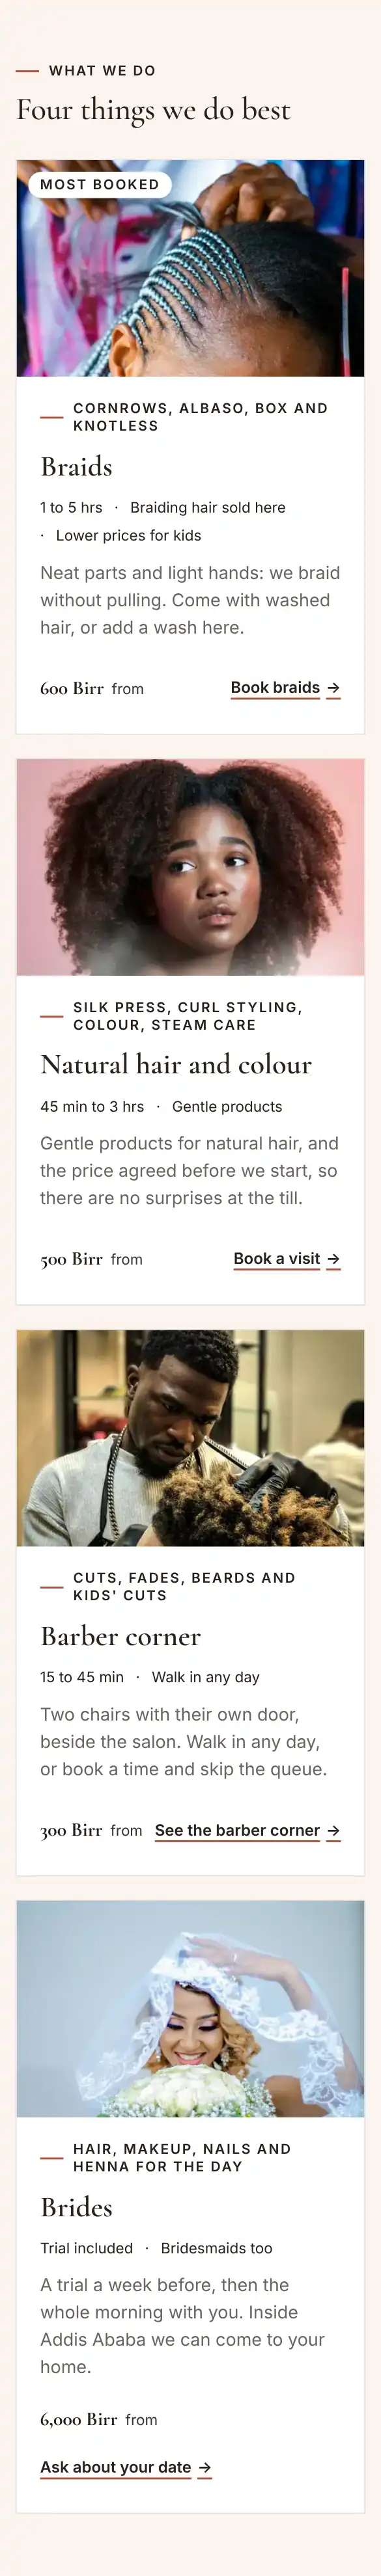 WHAT WE DO
Four things we do best
MOST BOOKED
CORNROWS, ALBASO, BOX AND
KNOTLESS
Braids
1 to 5 hrs · Braiding hair sold here
· Lower prices for kids
Neat parts and light hands: we braid
without pulling. Come with washed
hair, or add a wash here.
600 Birr from Book braids →
SILK PRESS, CURL STYLING,
COLOUR, STEAM CARE
Natural hair and colour
45 min to 3 hrs · Gentle products
Gentle products for natural hair, and
the price agreed before we start, so
there are no surprises at the till.
500 Birr from Book a visit →
CUTS, FADES, BEARDS AND
KIDS' CUTS
Barber corner
15 to 45 min · Walk in any day
Two chairs with their own door,
beside the salon. Walk in any day,
or book a time and skip the queue.
300 Birr from See the barber corner →
HAIR, MAKEUP, NAILS AND
HENNA FOR THE DAY
Brides
Trial included · Bridesmaids too
A trial a week before, then the
whole morning with you. Inside
Addis Ababa we can come to your
home.
6,000 Birr from
Ask about your date →